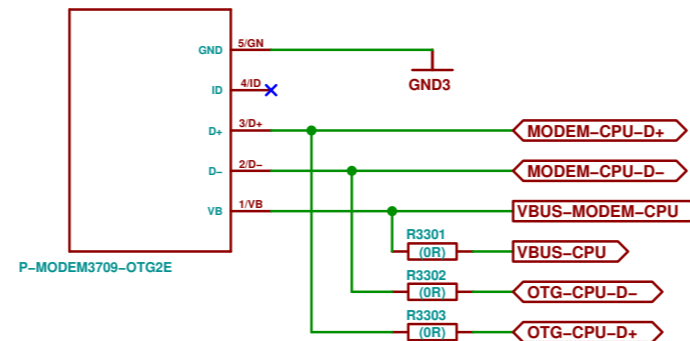 GND 5/GN
GND3
ID 4/ID
D+ 3/D+ MODEM-CPU-D+
D- 2/D- MODEM-CPU-D-
VB 1/VB VBUS-MODEM-CPU
R3301
(0R) VBUS-CPU
P-MODEM3709-OTG2E
R3302
(0R) OTG-CPU-D-
R3303
(0R) OTG-CPU-D+